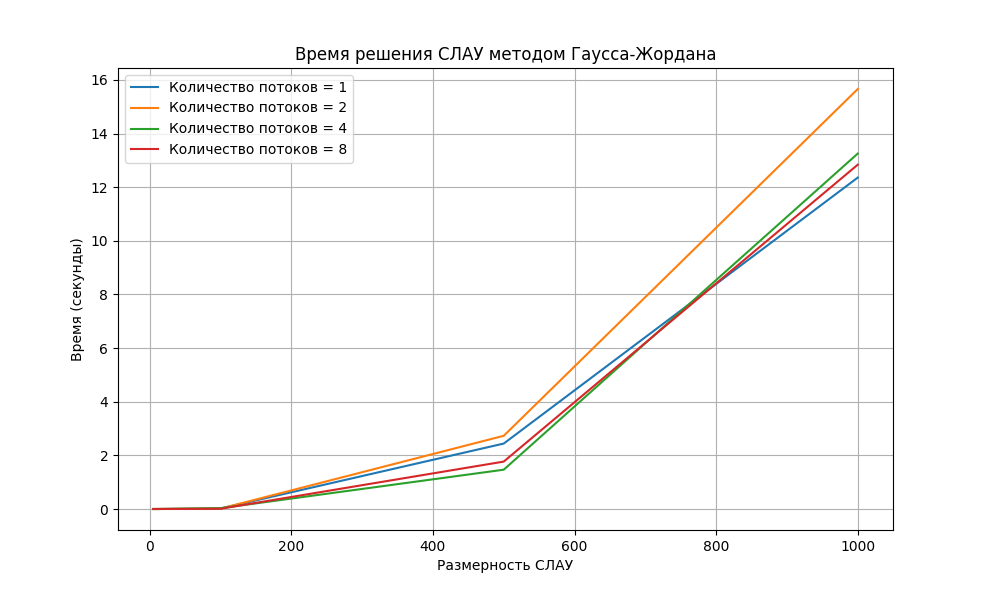 Время решения СЛАУ методом Гаусса-Жордана
Количество потоков = 1
Количество потоков = 2
Количество потоков = 4
Количество потоков = 8
Время (секунды)
16
14
12
10
8
6
4
2
0
0 200 400 600 800 1000
Размерность СЛАУ